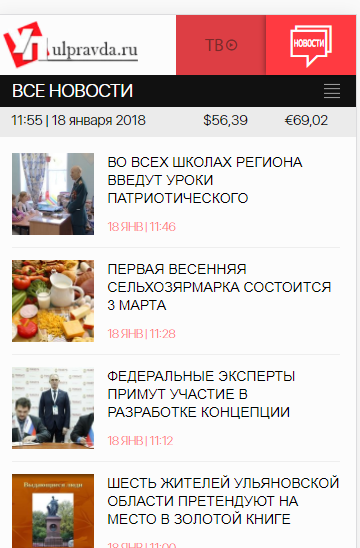 ulpravda.ru
ТВ
НОВОСТИ
ВСЕ НОВОСТИ
11:55 | 18 января 2018 $56,39 €69,02
ВО ВСЕХ ШКОЛАХ РЕГИОНА
ВВЕДУТ УРОКИ
ПАТРИОТИЧЕСКОГО
18 ЯНВ | 11:46
ПЕРВАЯ ВЕСЕННЯЯ
СЕЛЬХОЗЯРМАРКА СОСТОИТСЯ
3 МАРТА
18 ЯНВ | 11:28
ФЕДЕРАЛЬНЫЕ ЭКСПЕРТЫ
ПРИМУТ УЧАСТИЕ В
РАЗРАБОТКЕ КОНЦЕПЦИИ
18 ЯНВ | 11:12
ШЕСТЬ ЖИТЕЛЕЙ УЛЬЯНОВСКОЙ
ОБЛАСТИ ПРЕТЕНДУЮТ НА
МЕСТО В ЗОЛОТОЙ КНИГЕ
18 ЯНВ | 11:00